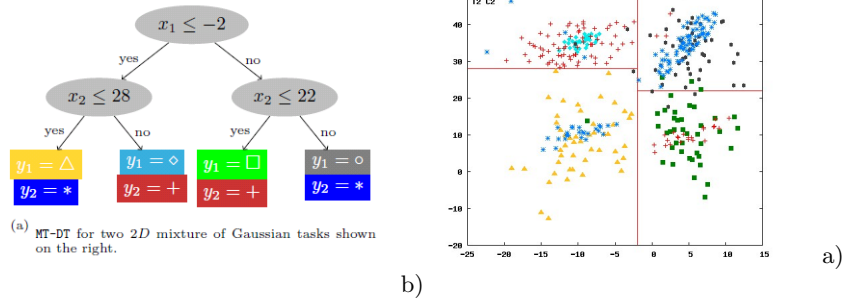 x₁ ≤ −2
yes
no
x₂ ≤ 28
x₂ ≤ 22
yes
no
yes
no
y₁ = △
y₂ = *
y₁ = ⋄
y₂ = +
y₁ = □
y₂ = +
y₁ = ○
y₂ = *
(a) MT-DT for two 2D mixture of Gaussian tasks shown
on the right.
b)
T2 L2
40
30
20
10
0
-10
-20
-25
-20
-15
-10
-5
0
5
10
15
a)